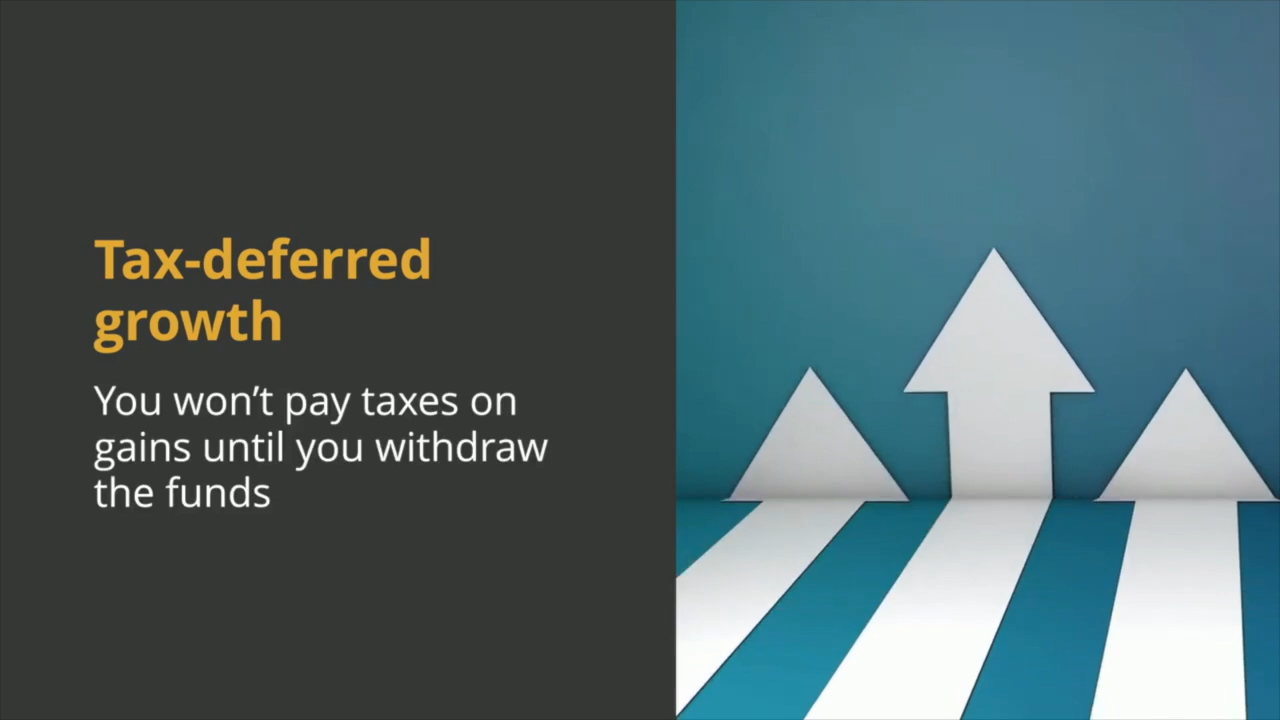 Tax-deferred
growth
You won’t pay taxes on
gains until you withdraw
the funds